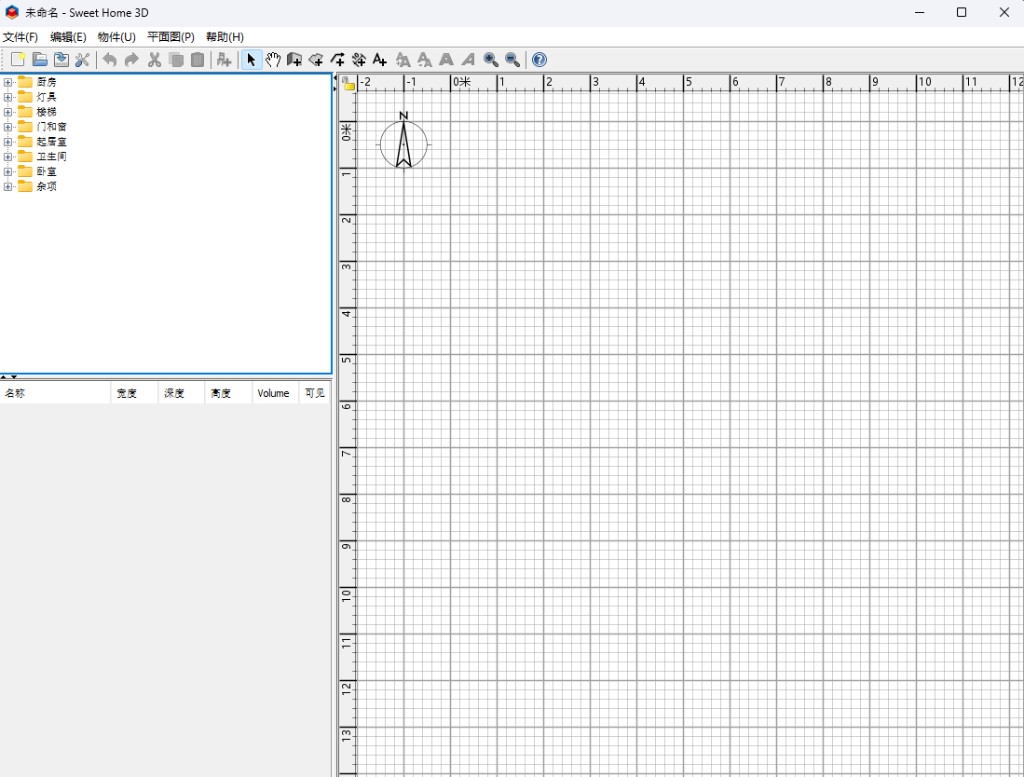 未命名 - Sweet Home 3D
文件(F) 编辑(E) 物件(U) 平面图(P) 帮助(H)
厨房
灯具
楼梯
门和窗
起居室
卫生间
卧室
杂项
名称 宽度 深度 高度 Volume 可见
-2 -1 0米 1 2 3 4 5 6 7 8 9 10 11 12
N
0米
1
2
3
4
5
6
7
8
9
10
11
12
13